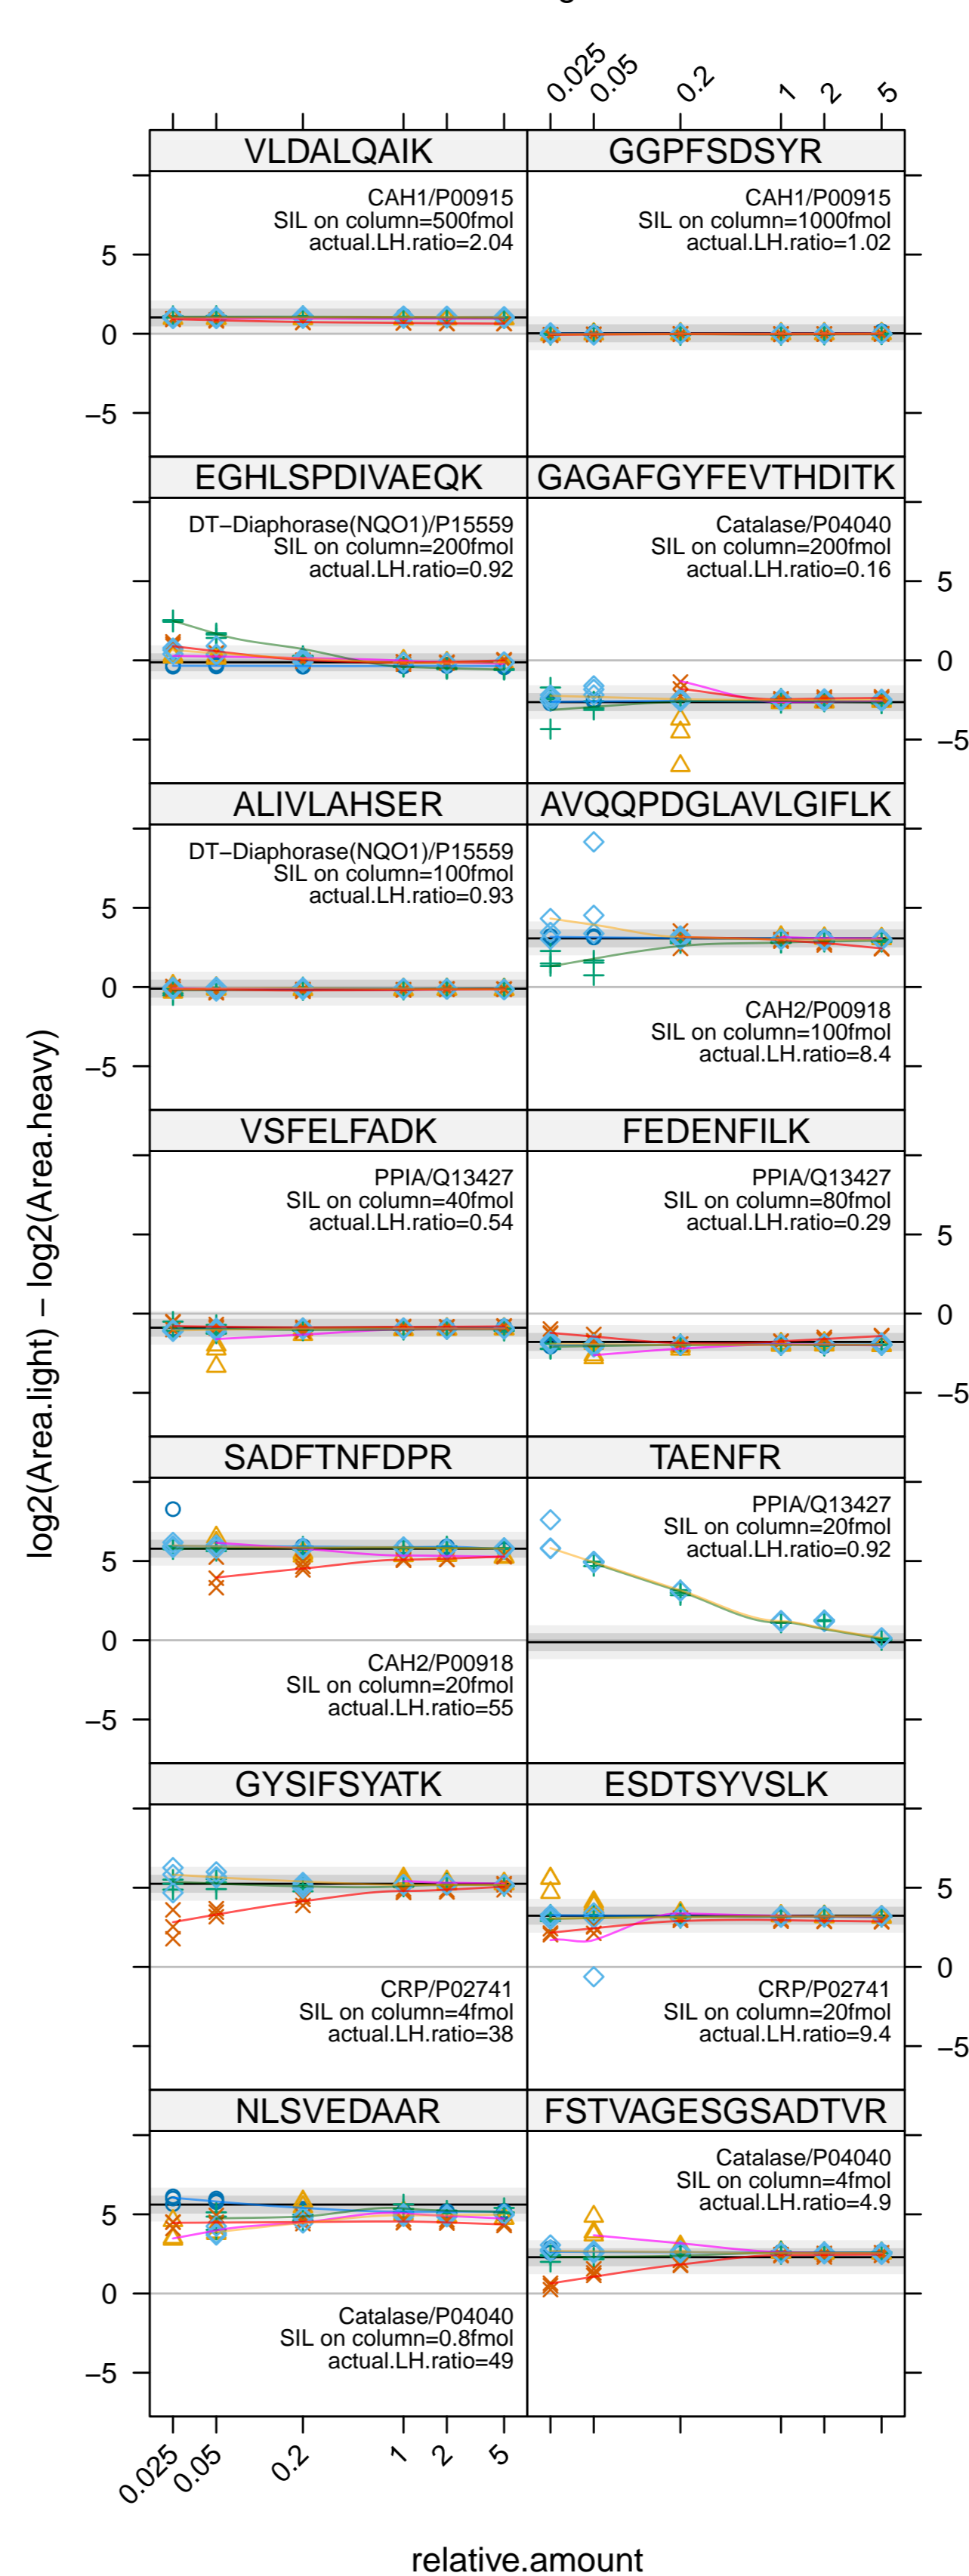 0.025 0.05 0.2 1 2 5
VLDALQAIK GGPFSDSYR
CAH1/P00915
SIL on column=500fmol
actual.LH.ratio=2.04
CAH1/P00915
SIL on column=1000fmol
actual.LH.ratio=1.02
5
0
−5
EGHLSPDIVAEQK GAGAFGYFEVTHDITK
DT−Diaphorase(NQO1)/P15559
SIL on column=200fmol
actual.LH.ratio=0.92
Catalase/P04040
SIL on column=200fmol
actual.LH.ratio=0.16
5
0
−5
ALIVLAHSER AVQQPDGLAVLGIFLK
DT−Diaphorase(NQO1)/P15559
SIL on column=100fmol
actual.LH.ratio=0.93
CAH2/P00918
SIL on column=100fmol
actual.LH.ratio=8.4
5
0
−5
VSFELFADK FEDENFILK
PPIA/Q13427
SIL on column=40fmol
actual.LH.ratio=0.54
PPIA/Q13427
SIL on column=80fmol
actual.LH.ratio=0.29
5
0
−5
SADFTNFDPR TAENFR
CAH2/P00918
SIL on column=20fmol
actual.LH.ratio=55
PPIA/Q13427
SIL on column=20fmol
actual.LH.ratio=0.92
5
0
−5
GYSIFSYATK ESDTSYVSLK
CRP/P02741
SIL on column=4fmol
actual.LH.ratio=38
CRP/P02741
SIL on column=20fmol
actual.LH.ratio=9.4
5
0
−5
NLSVEDAAR FSTVAGESGSADTVR
Catalase/P04040
SIL on column=0.8fmol
actual.LH.ratio=49
Catalase/P04040
SIL on column=4fmol
actual.LH.ratio=4.9
5
0
−5
0.025 0.05 0.2 1 2 5
relative.amount
log2(Area.light) − log2(Area.heavy)